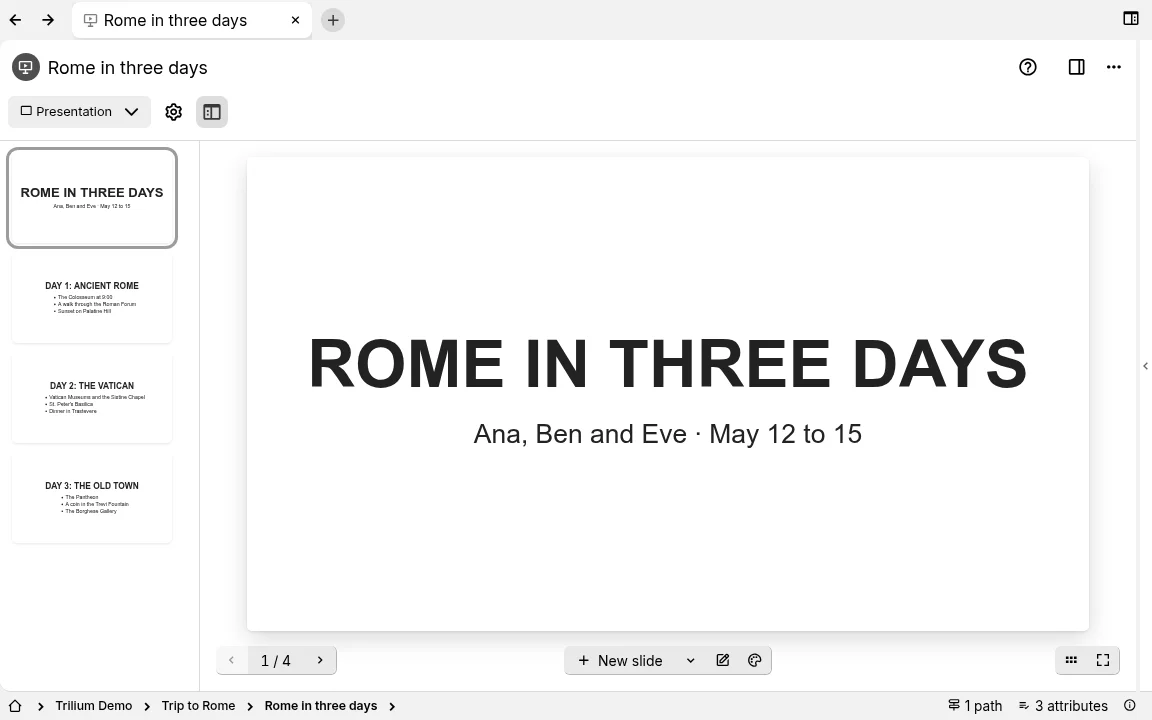 Rome in three days
Rome in three days
Presentation
ROME IN THREE DAYS
Ana, Ben and Eve · May 12 to 15
DAY 1: ANCIENT ROME
• The Colosseum at 9:00
• A walk through the Roman Forum
• Sunset on Palatine Hill
DAY 2: THE VATICAN
• Vatican Museums and the Sistine Chapel
• St. Peter's Basilica
• Dinner in Trastevere
DAY 3: THE OLD TOWN
• The Pantheon
• A coin in the Trevi Fountain
• The Borghese Gallery
ROME IN THREE DAYS
Ana, Ben and Eve · May 12 to 15
1 / 4
New slide
Trilium Demo
Trip to Rome
Rome in three days
1 path
3 attributes